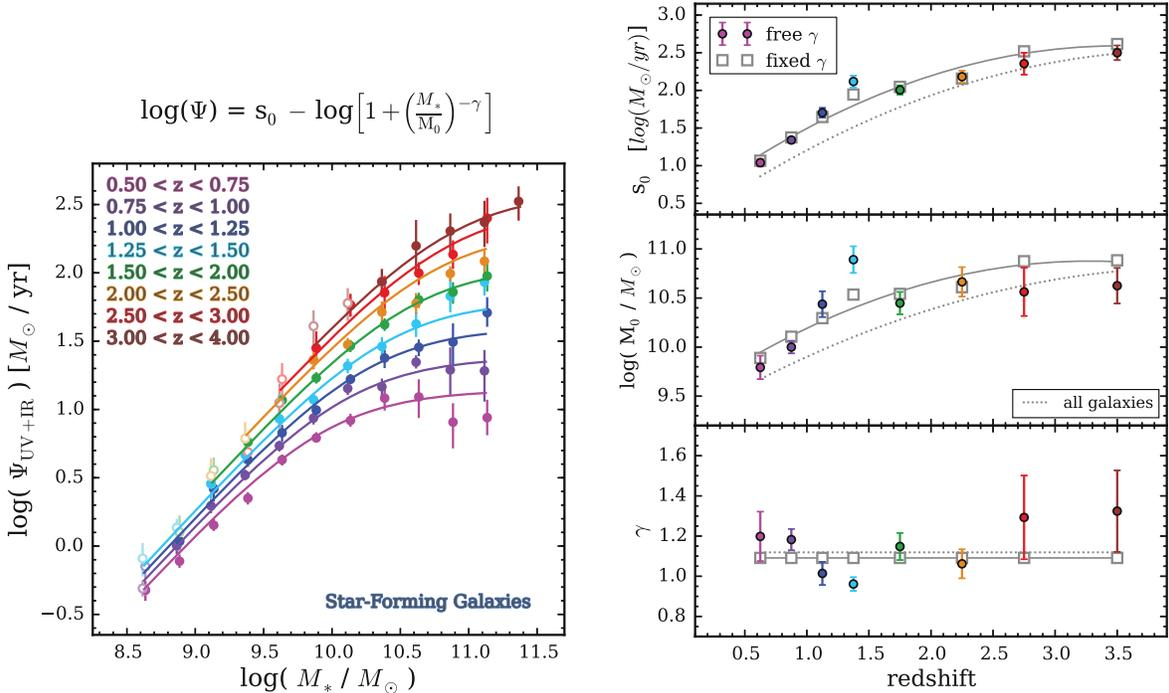 log(Ψ) = s₀ − log[1+(M*/M₀)^−γ]
0.50 < z < 0.75
0.75 < z < 1.00
1.00 < z < 1.25
1.25 < z < 1.50
1.50 < z < 2.00
2.00 < z < 2.50
2.50 < z < 3.00
3.00 < z < 4.00
Star-Forming Galaxies
log( Ψ_UV+IR ) [M_⊙ / yr]
2.5
2.0
1.5
1.0
0.5
0.0
−0.5
8.5 9.0 9.5 10.0 10.5 11.0 11.5
log( M* / M_⊙ )
free γ
fixed γ
s₀ [log(M_⊙/yr)]
3.0
2.5
2.0
1.5
1.0
0.5
log( M₀ / M_⊙ )
11.0
10.5
10.0
9.5
all galaxies
γ
1.6
1.4
1.2
1.0
0.8
0.5 1.0 1.5 2.0 2.5 3.0 3.5
redshift